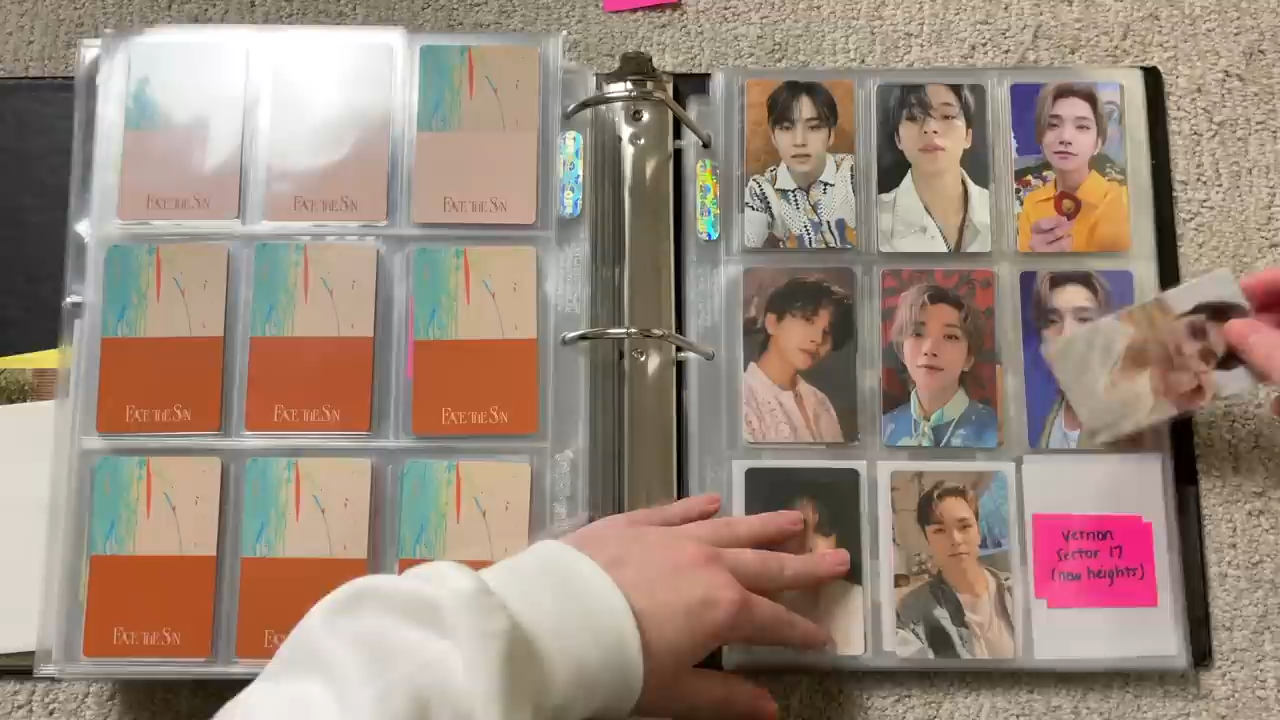 FACE THE SUN
FACE THE SUN
FACE THE SUN
FACE THE SUN
FACE THE SUN
FACE THE SUN
FACE THE SUN
Vernon
Sector 17
(new heights)